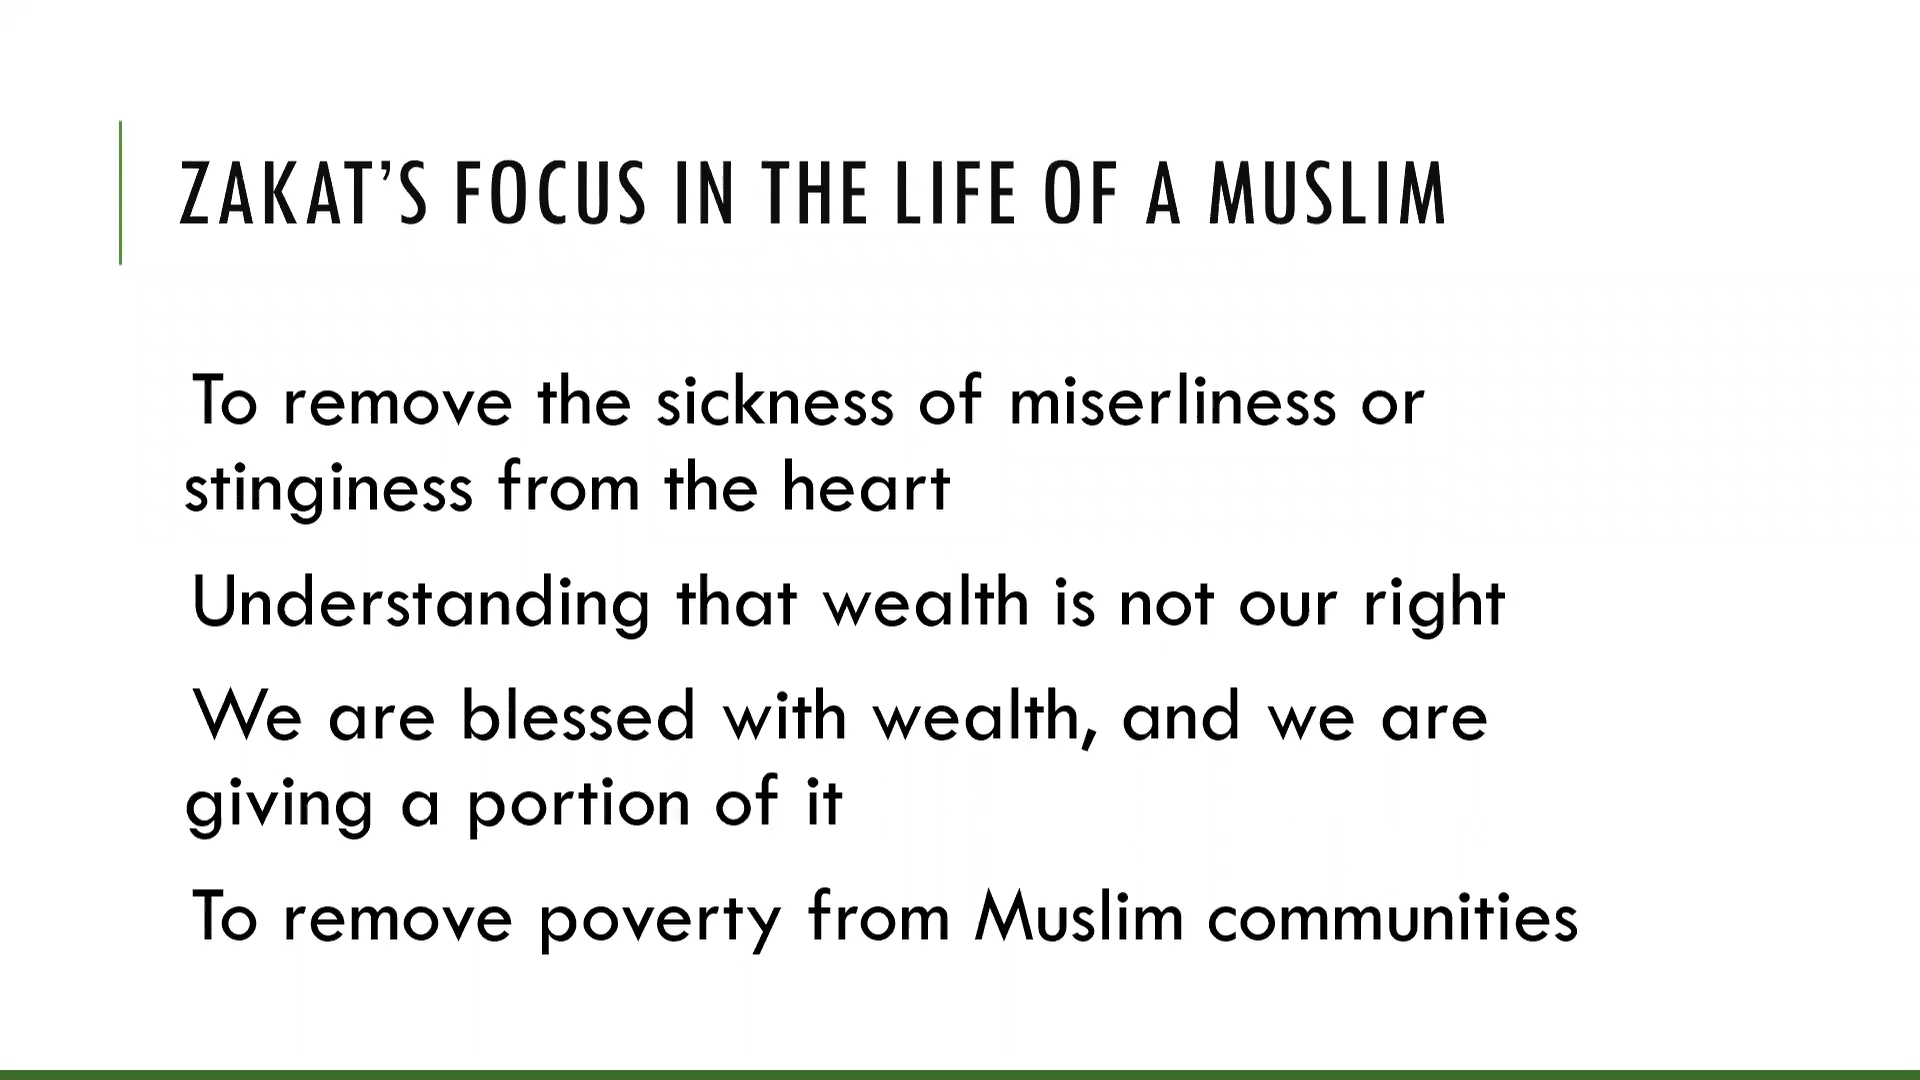 ZAKAT’S FOCUS IN THE LIFE OF A MUSLIM
To remove the sickness of miserliness or
stinginess from the heart
Understanding that wealth is not our right
We are blessed with wealth, and we are
giving a portion of it
To remove poverty from Muslim communities